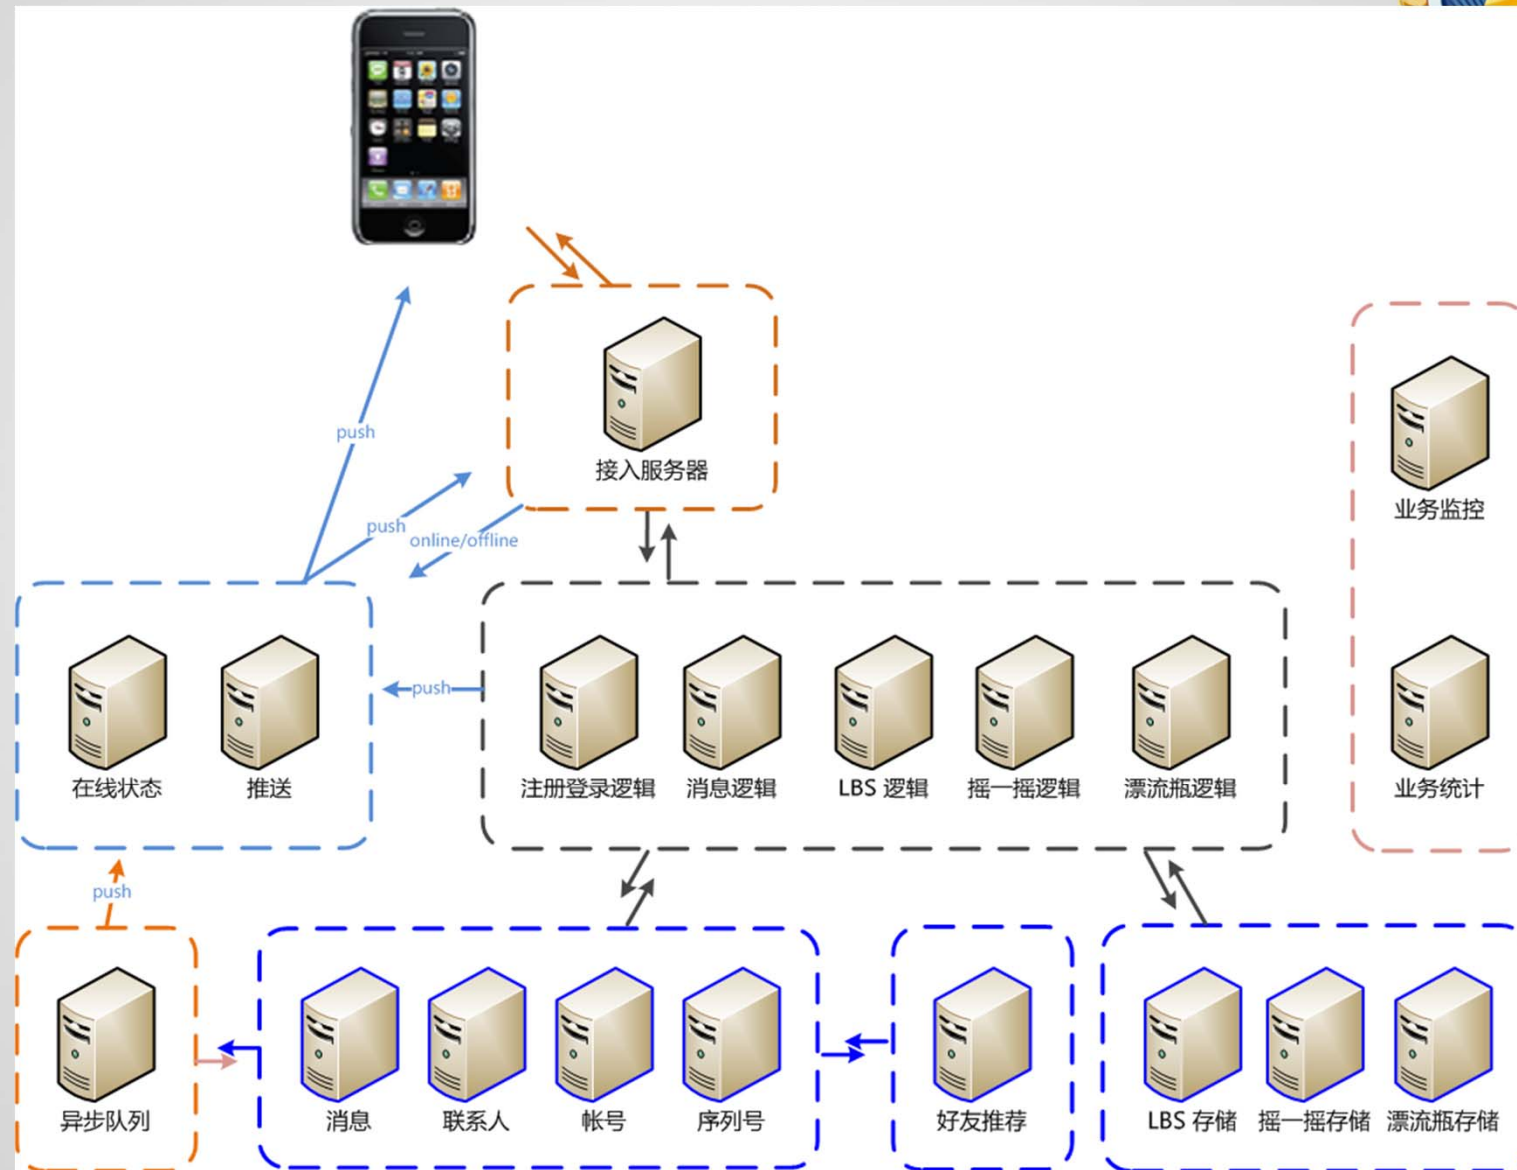 push
接入服务器
业务监控
push
online/offline
push
在线状态
推送
注册登录逻辑
消息逻辑
LBS 逻辑
摇一摇逻辑
漂流瓶逻辑
业务统计
push
异步队列
消息
联系人
帐号
序列号
好友推荐
LBS 存储
摇一摇存储
漂流瓶存储